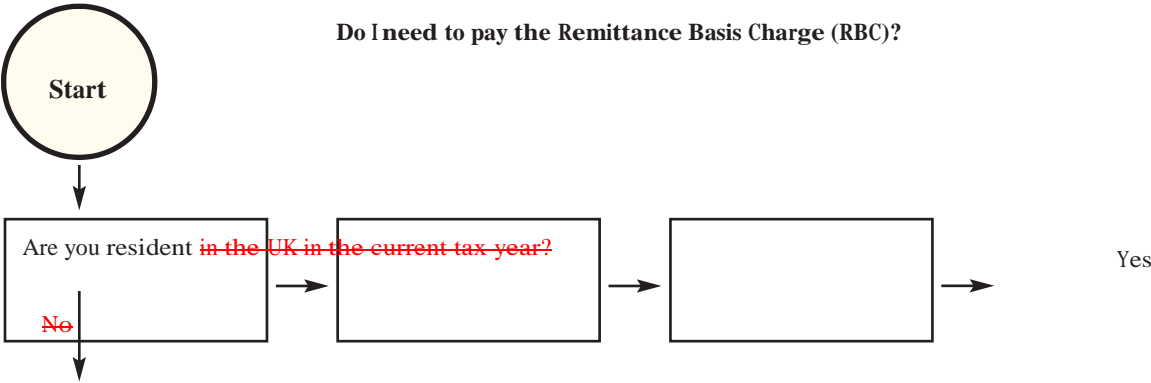 Do I need to pay the Remittance Basis Charge (RBC)?
Start
Are you resident in the UK in the current tax year?
Yes
No